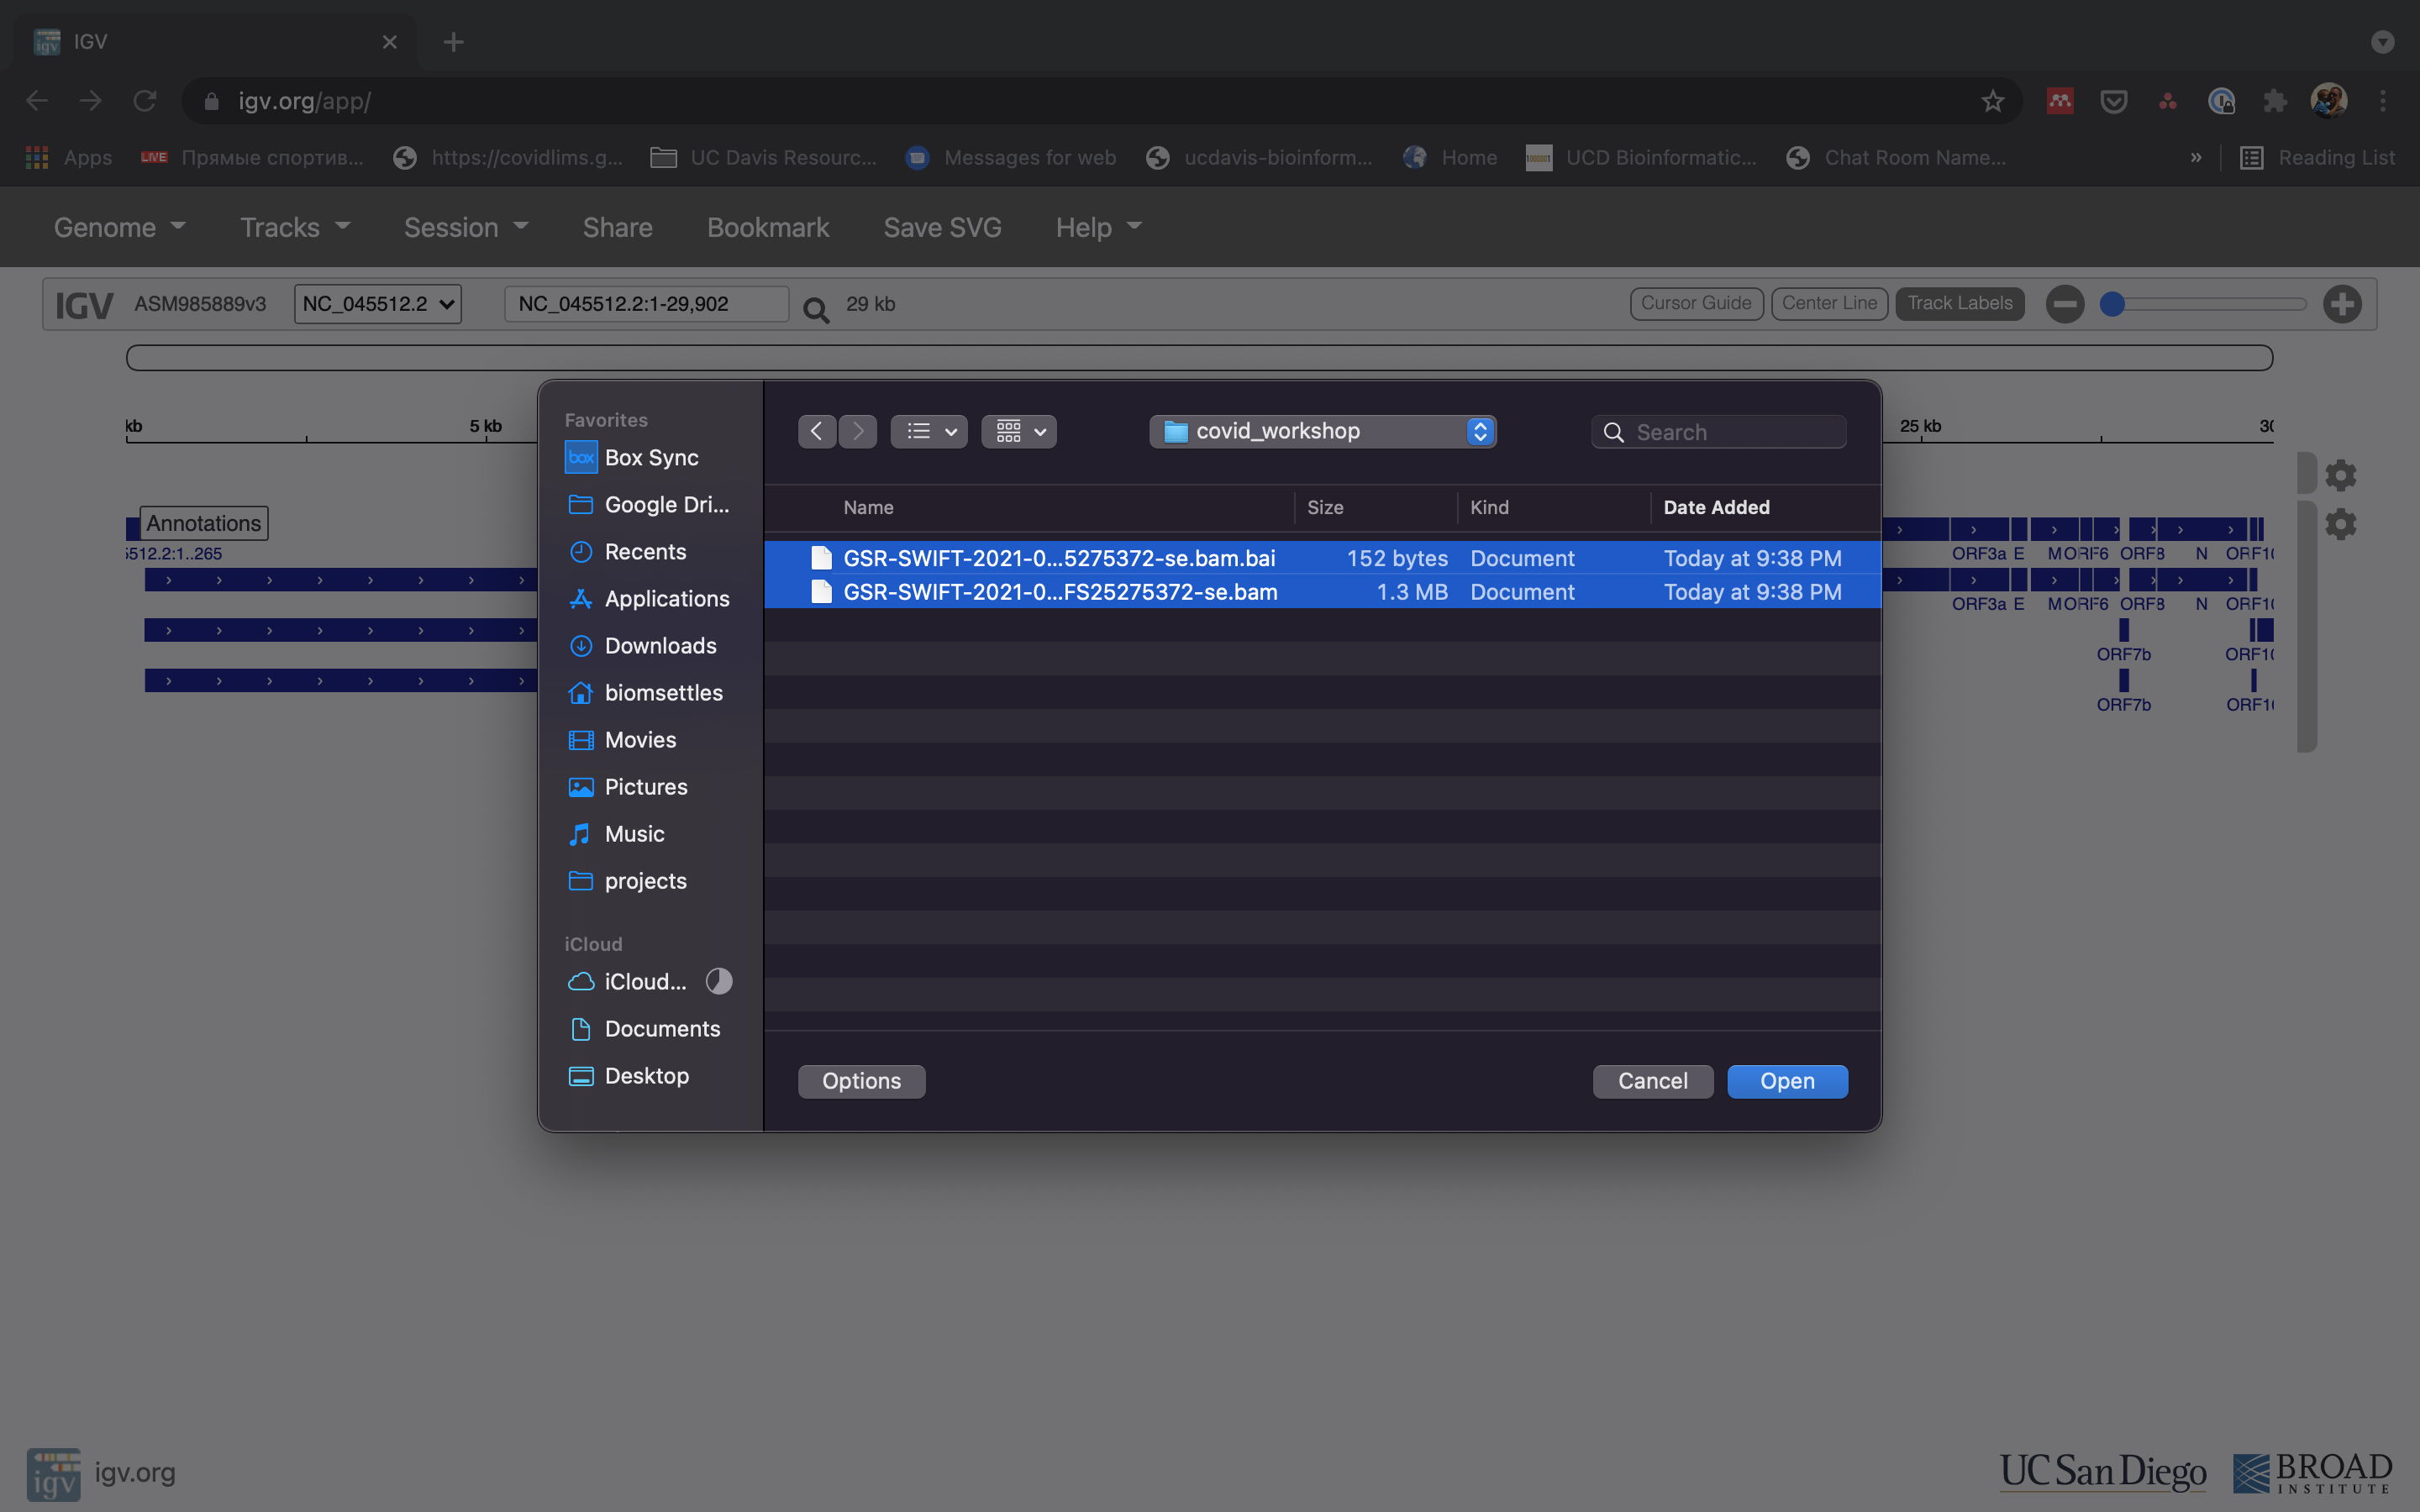 IGV
igv.org/app/
Apps LIVE Прямые спортив... https://covidlims.g... UC Davis Resourc... Messages for web ucdavis-bioinform... Home UCD Bioinformatic... Chat Room Name... » Reading List
Genome Tracks Session Share Bookmark Save SVG Help
IGV ASM985889v3 NC_045512.2 NC_045512.2:1-29,902 29 kb Cursor Guide Center Line Track Labels
kb 5 kb 25 kb 30
Annotations
5512.2:1..265
ORF3a E M ORF6 ORF8 N ORF10
ORF3a E M ORF6 ORF8 N ORF10
ORF7b ORF10
ORF7b ORF10
Favorites
Box Sync
Google Dri...
Recents
Applications
Downloads
biomsettles
Movies
Pictures
Music
projects
iCloud
iCloud...
Documents
Desktop
covid_workshop
Search
Name Size Kind Date Added
GSR-SWIFT-2021-0...5275372-se.bam.bai 152 bytes Document Today at 9:38 PM
GSR-SWIFT-2021-0...FS25275372-se.bam 1.3 MB Document Today at 9:38 PM
Options Cancel Open
igv igv.org
UC San Diego
BROAD
INSTITUTE